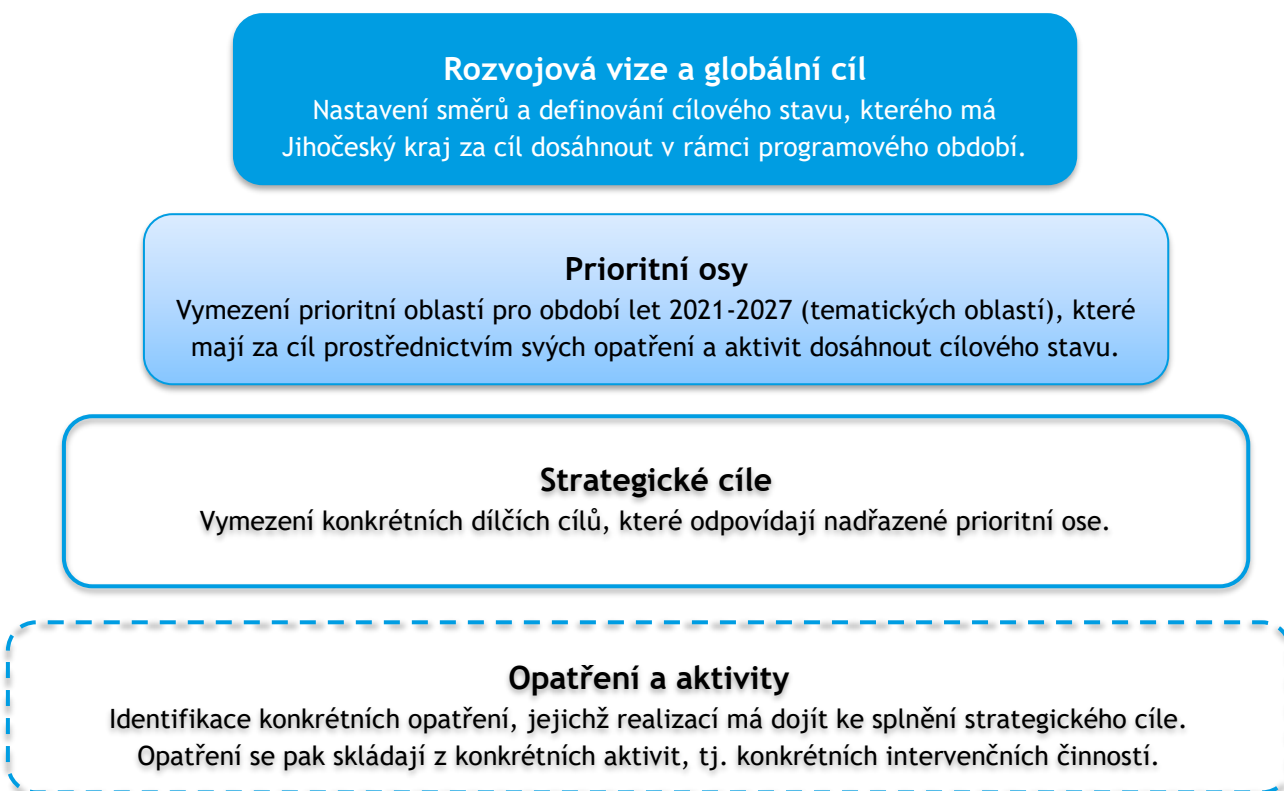 Rozvojová vize a globální cíl
Nastavení směrů a definování cílového stavu, kterého má
Jihočeský kraj za cíl dosáhnout v rámci programového období.
Prioritní osy
Vymezení prioritní oblastí pro období let 2021-2027 (tematických oblastí), které
mají za cíl prostřednictvím svých opatření a aktivit dosáhnout cílového stavu.
Strategické cíle
Vymezení konkrétních dílčích cílů, které odpovídají nadřazené prioritní ose.
Opatření a aktivity
Identifikace konkrétních opatření, jejichž realizací má dojít ke splnění strategického cíle.
Opatření se pak skládají z konkrétních aktivit, tj. konkrétních intervenčních činností.